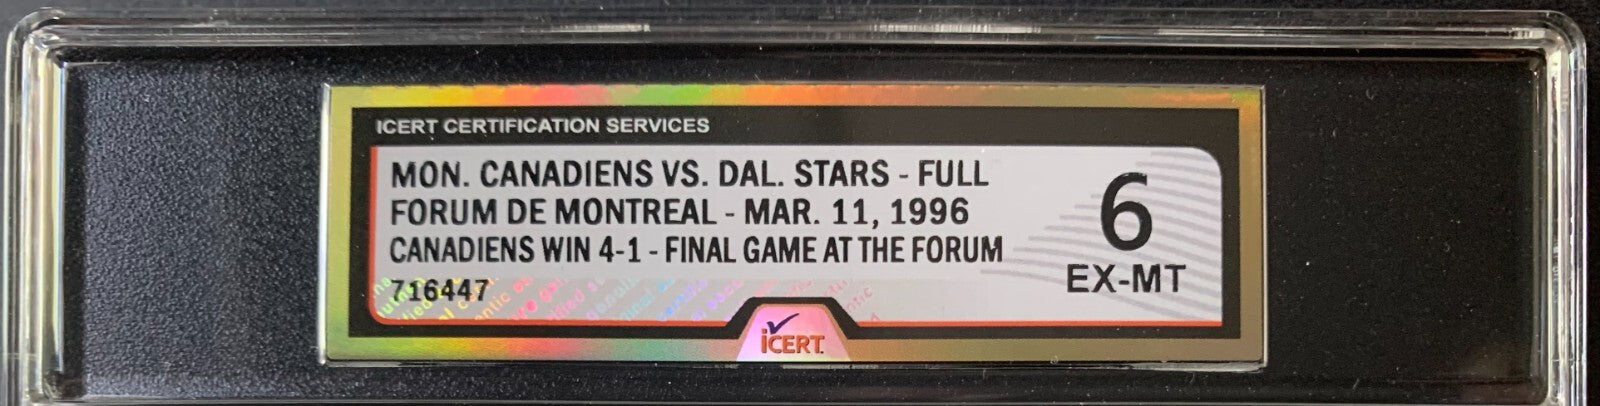 ICERT CERTIFICATION SERVICES
MON. CANADIENS VS. DAL. STARS - FULL
FORUM DE MONTREAL - MAR. 11, 1996
CANADIENS WIN 4-1 - FINAL GAME AT THE FORUM
716447
6
EX-MT
iCERT